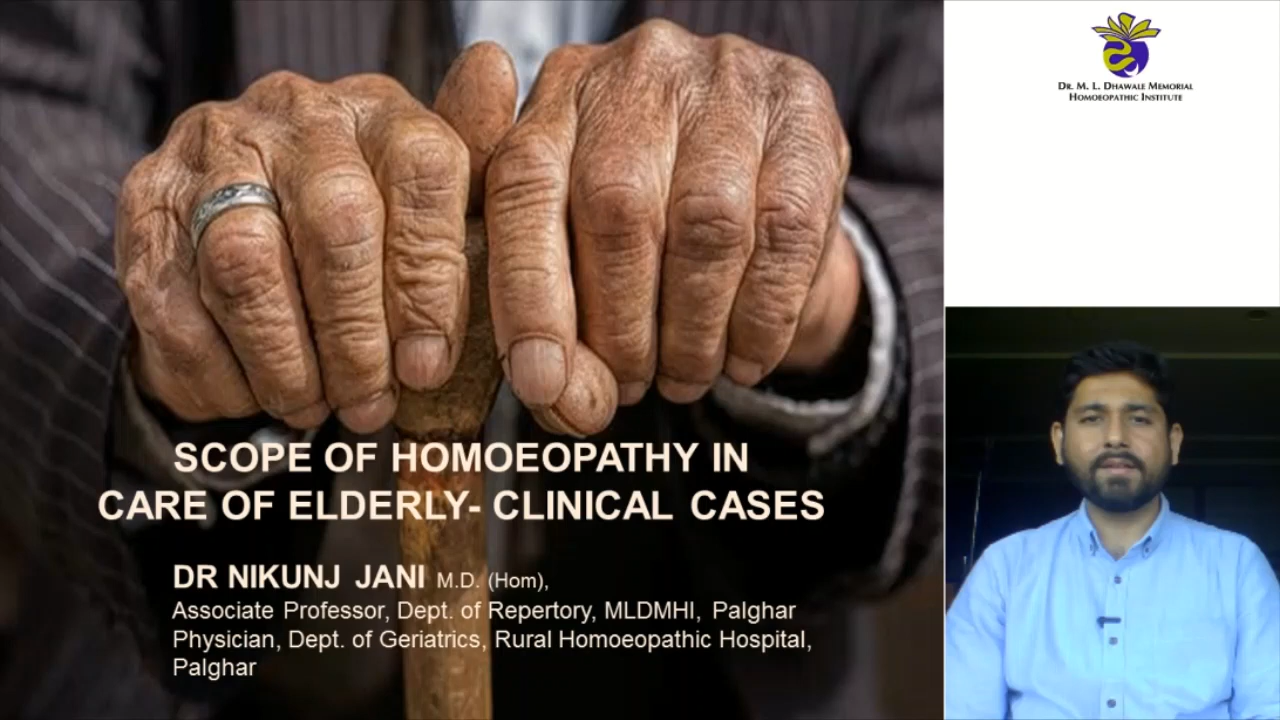 SCOPE OF HOMOEOPATHY IN
CARE OF ELDERLY- CLINICAL CASES
DR NIKUNJ JANI M.D. (Hom),
Associate Professor, Dept. of Repertory, MLDMHI, Palghar
Physician, Dept. of Geriatrics, Rural Homoeopathic Hospital,
Palghar
DR. M. L. DHAWALE MEMORIAL
HOMOEOPATHIC INSTITUTE